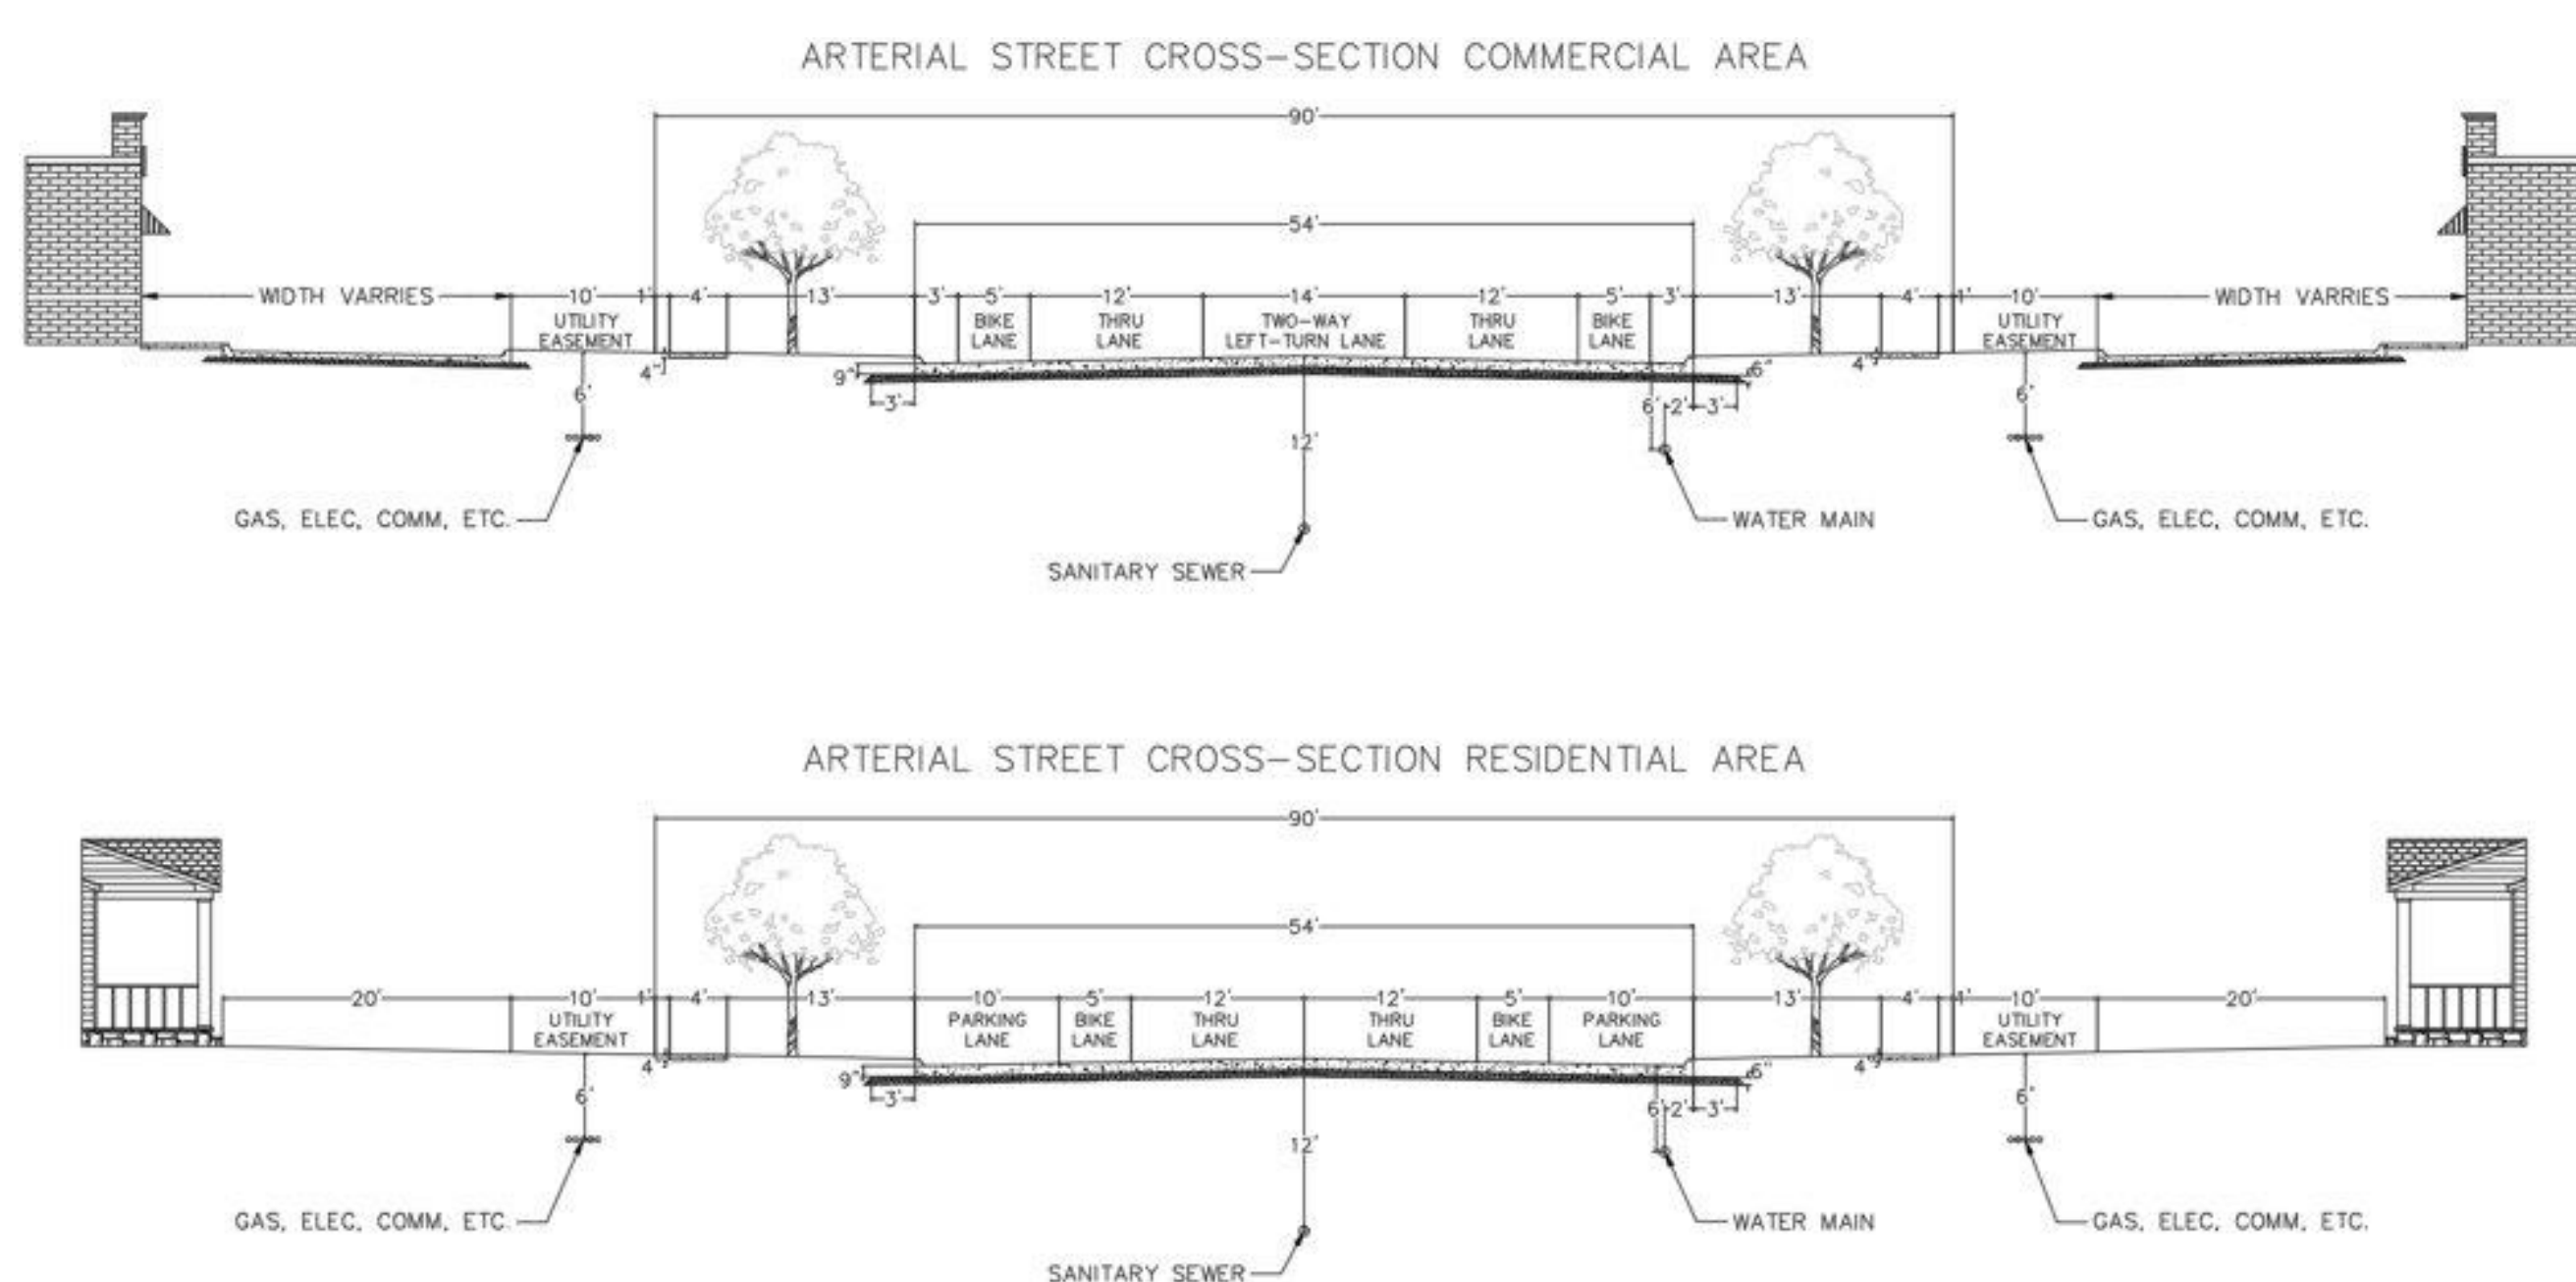 ARTERIAL STREET CROSS-SECTION COMMERCIAL AREA
90'
54'
WIDTH VARRIES 10' 1' 4' 13' 3' 5' 12' 14' 12' 5' 3' 13' 4' 1' 10' WIDTH VARRIES
UTILITY EASEMENT
BIKE LANE
THRU LANE
TWO-WAY LEFT-TURN LANE
THRU LANE
BIKE LANE
UTILITY EASEMENT
4" 9" 6" 4"
6' 3' 6' 2' 3' 6'
12'
GAS, ELEC, COMM, ETC.
SANITARY SEWER
WATER MAIN
GAS, ELEC, COMM, ETC.
ARTERIAL STREET CROSS-SECTION RESIDENTIAL AREA
90'
54'
20' 10' 1' 4' 13' 10' 5' 12' 12' 5' 10' 13' 4' 1' 10' 20'
UTILITY EASEMENT
PARKING LANE
BIKE LANE
THRU LANE
THRU LANE
BIKE LANE
PARKING LANE
UTILITY EASEMENT
4" 9" 6" 4"
6' 3' 6' 2' 3' 6'
12'
GAS, ELEC, COMM, ETC.
SANITARY SEWER
WATER MAIN
GAS, ELEC, COMM, ETC.